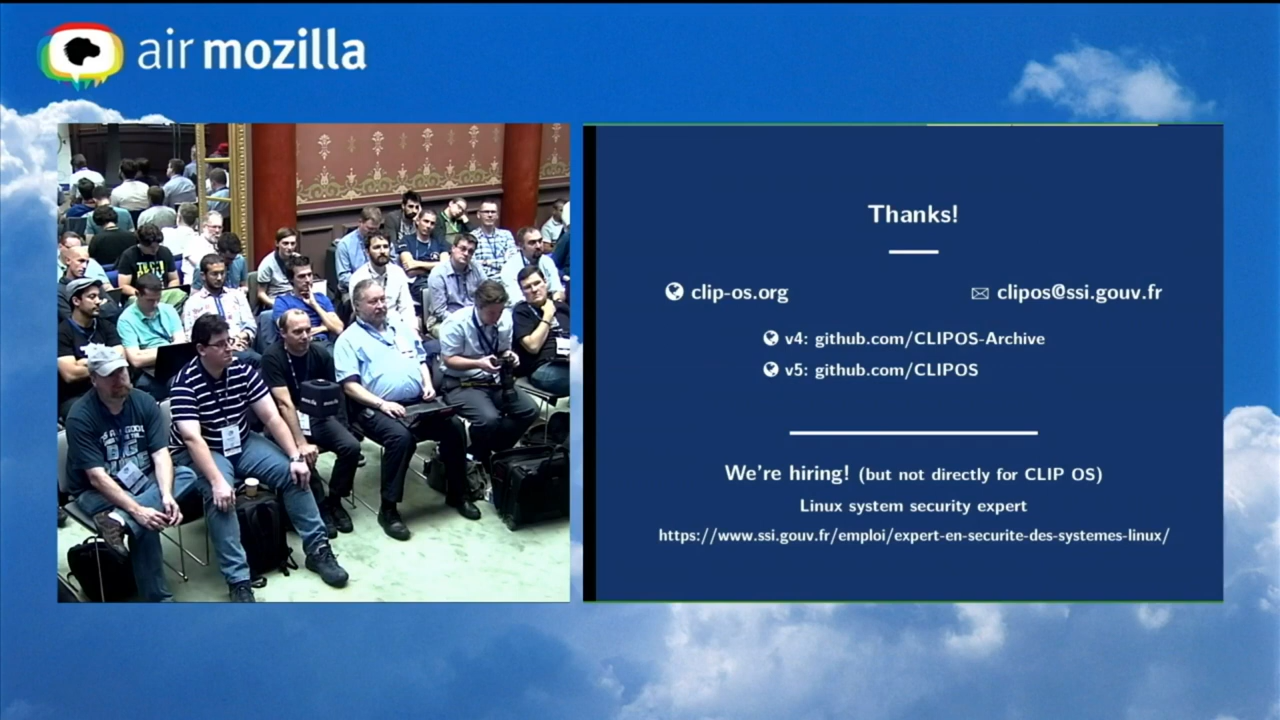 air mozilla
Thanks!
clip-os.org
clipos@ssi.gouv.fr
v4: github.com/CLIPOS-Archive
v5: github.com/CLIPOS
We're hiring! (but not directly for CLIP OS)
Linux system security expert
https://www.ssi.gouv.fr/emploi/expert-en-securite-des-systemes-linux/